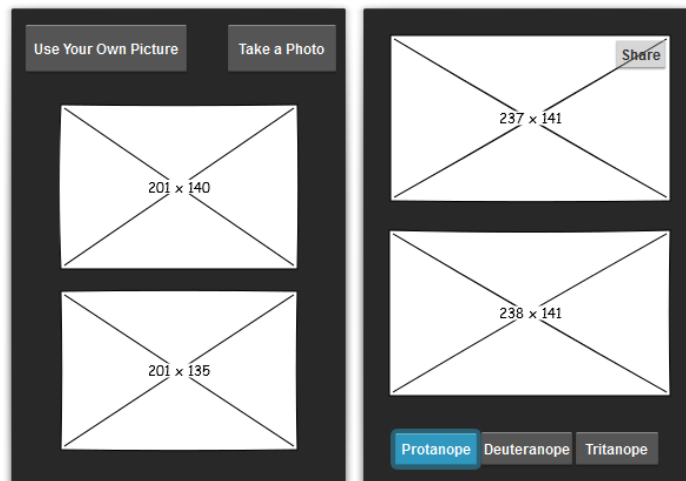 Use Your Own Picture
Take a Photo
201 x 140
201 x 135
Share
237 x 141
238 x 141
Protanope
Deuteranope
Tritanope